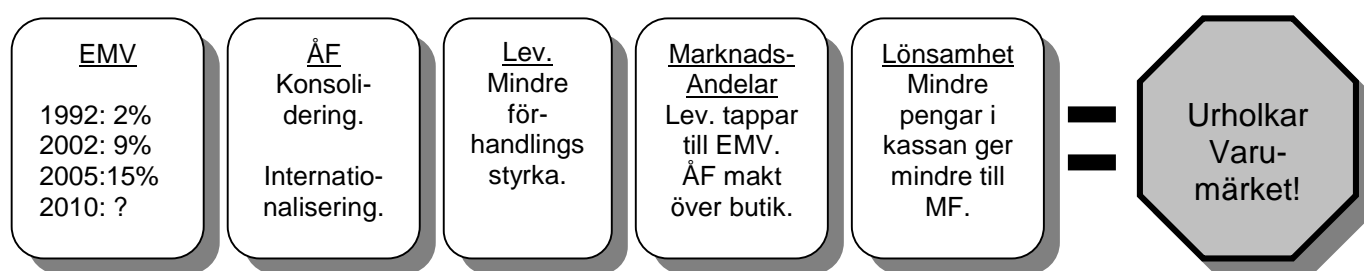 EMV
1992: 2%
2002: 9%
2005:15%
2010: ?
ÅF
Konsoli-
dering.
Internatio-
nalisering.
Lev.
Mindre
för-
handlings
styrka.
Marknads-
Andelar
Lev. tappar
till EMV.
ÅF makt
över butik.
Lönsamhet
Mindre
pengar i
kassan ger
mindre till
MF.
=
Urholkar
Varu-
märket!